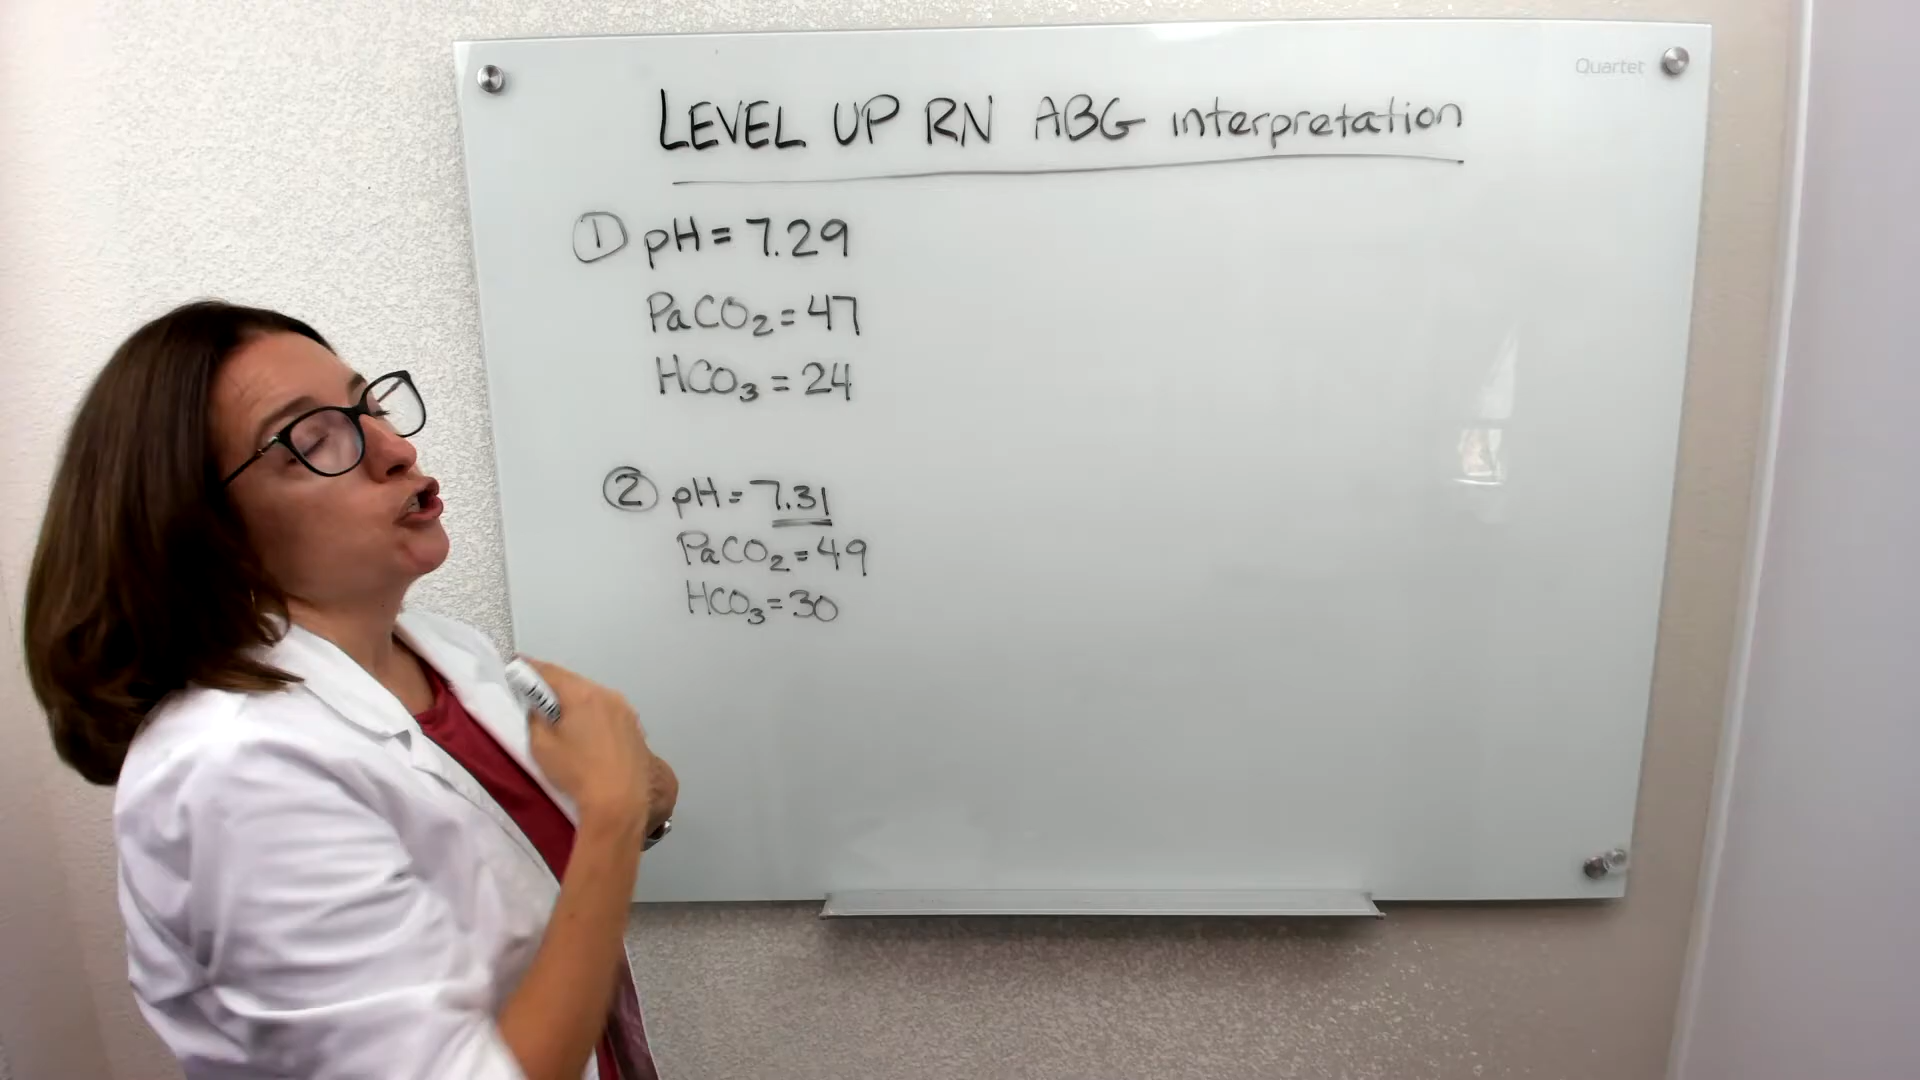 Quartet
LEVEL UP RN ABG interpretation
① pH = 7.29
PaCO₂ = 47
HCO₃ = 24
② pH = 7.31
PaCO₂ = 49
HCO₃ = 30